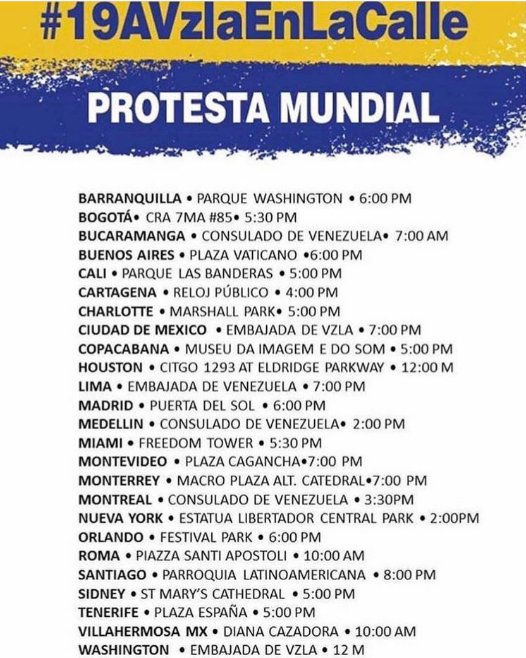 #19AVzlaEnLaCalle
PROTESTA MUNDIAL
BARRANQUILLA • PARQUE WASHINGTON • 6:00 PM
BOGOTÁ• CRA 7MA #85• 5:30 PM
BUCARAMANGA • CONSULADO DE VENEZUELA• 7:00 AM
BUENOS AIRES • PLAZA VATICANO •6:00 PM
CALI • PARQUE LAS BANDERAS • 5:00 PM
CARTAGENA • RELOJ PÚBLICO • 4:00 PM
CHARLOTTE • MARSHALL PARK• 5:00 PM
CIUDAD DE MEXICO • EMBAJADA DE VZLA • 7:00 PM
COPACABANA • MUSEU DA IMAGEM E DO SOM • 5:00 PM
HOUSTON • CITGO 1293 AT ELDRIDGE PARKWAY • 12:00 M
LIMA • EMBAJADA DE VENEZUELA • 7:00 PM
MADRID • PUERTA DEL SOL • 6:00 PM
MEDELLIN • CONSULADO DE VENEZUELA• 2:00 PM
MIAMI • FREEDOM TOWER • 5:30 PM
MONTEVIDEO • PLAZA CAGANCHA•7:00 PM
MONTERREY • MACRO PLAZA ALT. CATEDRAL•7:00 PM
MONTREAL • CONSULADO DE VENEZUELA • 3:30PM
NUEVA YORK • ESTATUA LIBERTADOR CENTRAL PARK • 2:00PM
ORLANDO • FESTIVAL PARK • 6:00 PM
ROMA • PIAZZA SANTI APOSTOLI • 10:00 AM
SANTIAGO • PARROQUIA LATINOAMERICANA • 8:00 PM
SIDNEY • ST MARY'S CATHEDRAL • 5:00 PM
TENERIFE • PLAZA ESPAÑA • 5:00 PM
VILLAHERMOSA MX • DIANA CAZADORA • 10:00 AM
WASHINGTON • EMBAJADA DE VZLA • 12 M